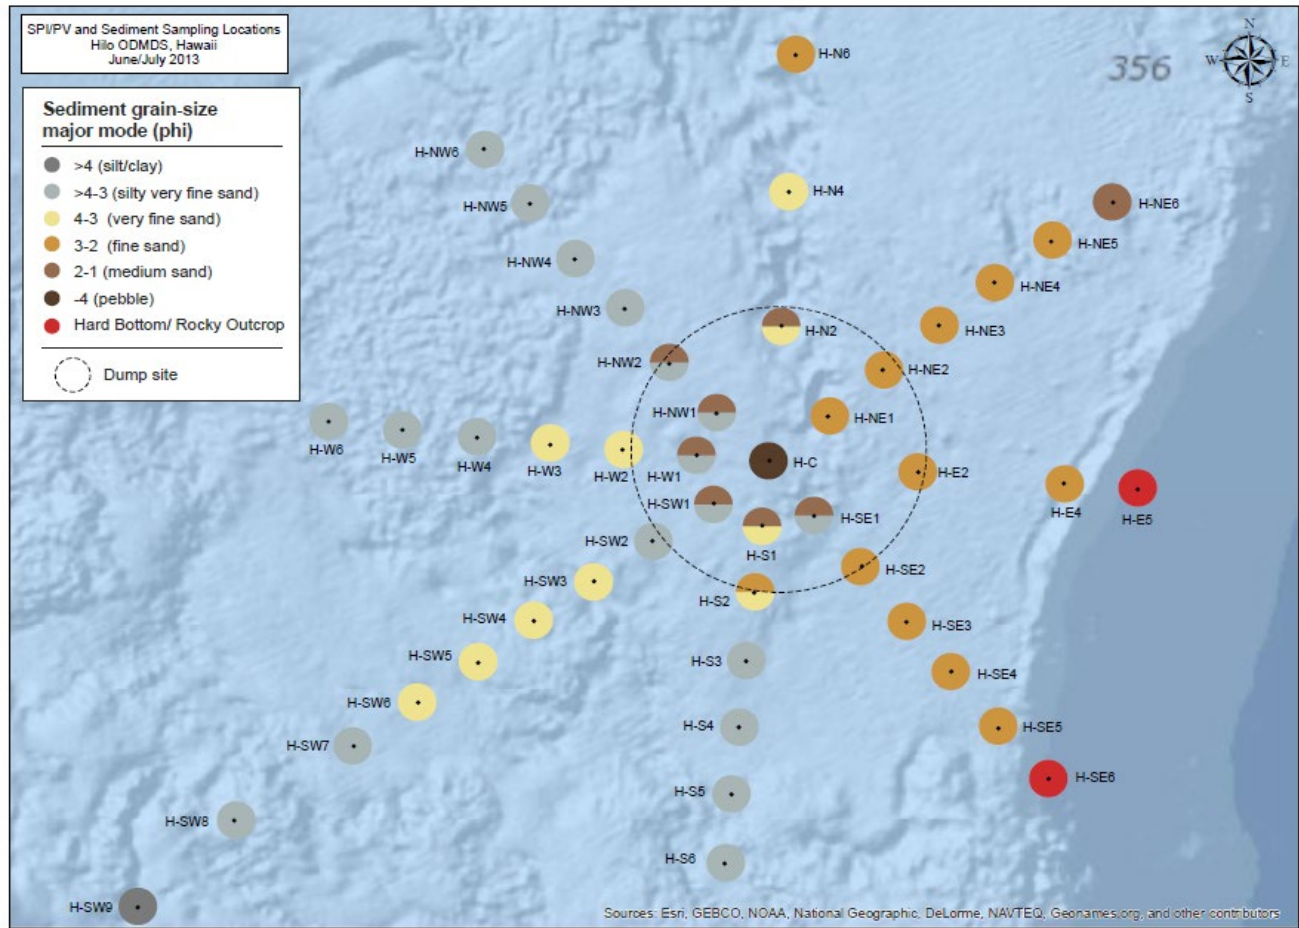 SPI/PV and Sediment Sampling Locations
Hilo ODMDS, Hawaii
June/July 2013
Sediment grain-size
major mode (phi)
>4 (silt/clay)
>4-3 (silty very fine sand)
4-3 (very fine sand)
3-2 (fine sand)
2-1 (medium sand)
-4 (pebble)
Hard Bottom/ Rocky Outcrop
Dump site
N
W
E
S
356
H-N6
H-NW6
H-N4
H-NW5
H-NE6
H-NE5
H-NW4
H-NE4
H-NW3
H-N2
H-NE3
H-NW2
H-NE2
H-NW1
H-NE1
H-W6
H-W5
H-W4
H-W3
H-W2
H-W1
H-C
H-E2
H-E4
H-E5
H-SW1
H-SE1
H-S1
H-SW2
H-SE2
H-SW3
H-S2
H-SW4
H-SE3
H-SW5
H-S3
H-SE4
H-SW6
H-S4
H-SE5
H-SW7
H-SE6
H-S5
H-SW8
H-S6
H-SW9
Sources: Esri, GEBCO, NOAA, National Geographic, DeLorme, NAVTEQ, Geonames.org, and other contributors